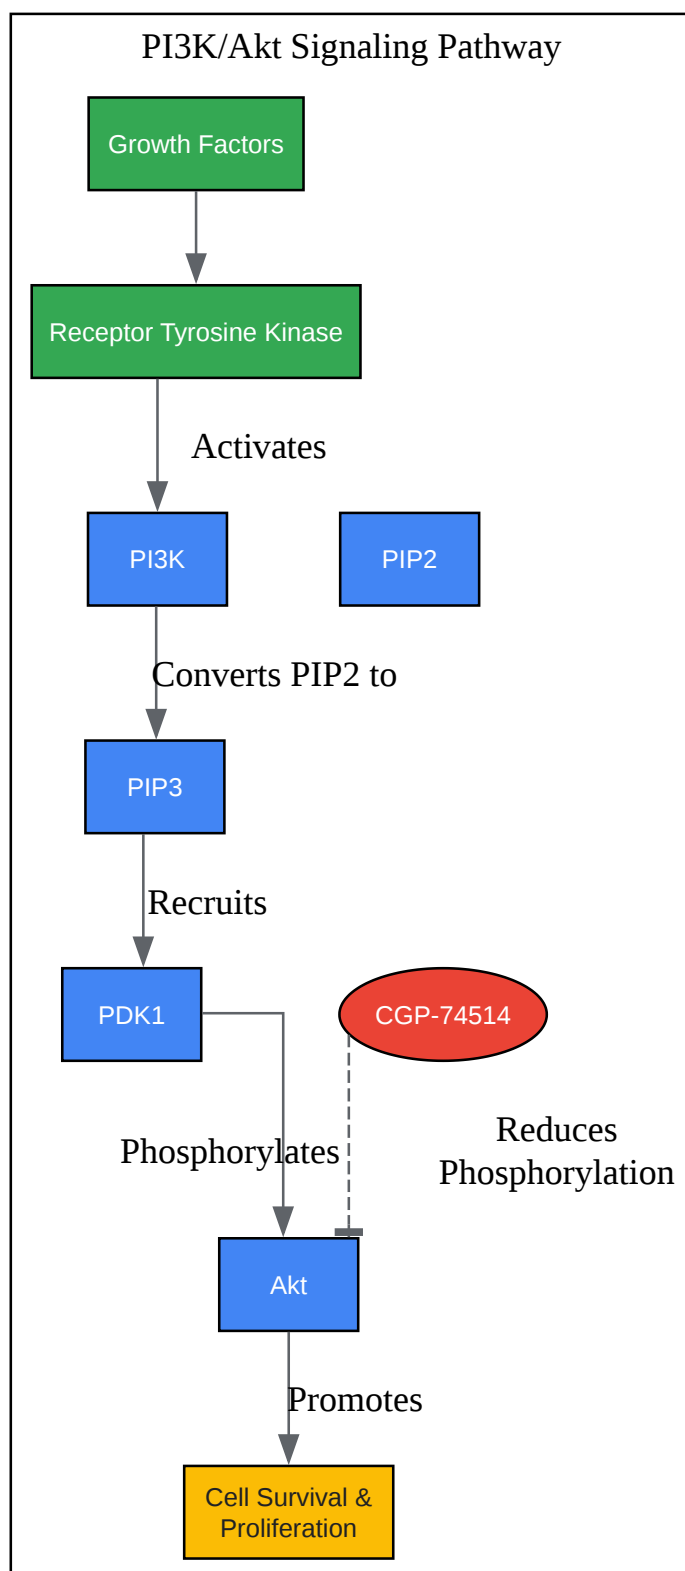 PI3K/Akt Signaling Pathway
Growth Factors
Receptor Tyrosine Kinase
Activates
PI3K
PIP2
Converts PIP2 to
PIP3
Recruits
PDK1
CGP-74514
Phosphorylates
Reduces
Phosphorylation
Akt
Promotes
Cell Survival &
Proliferation